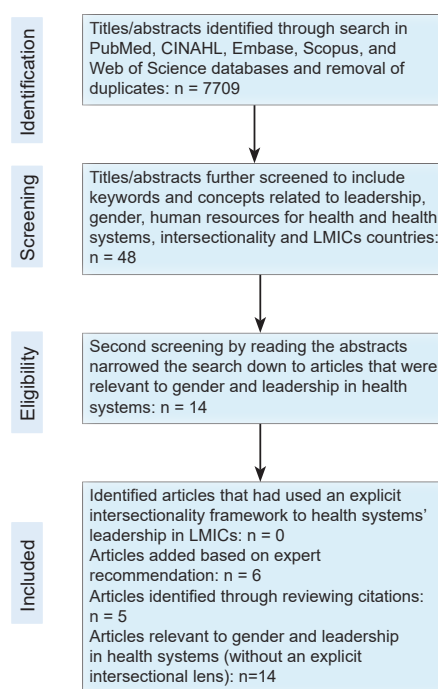 Identification
Titles/abstracts identified through search in
PubMed, CINAHL, Embase, Scopus, and
Web of Science databases and removal of
duplicates: n = 7709
Screening
Titles/abstracts further screened to include
keywords and concepts related to leadership,
gender, human resources for health and health
systems, intersectionality and LMICs countries:
n = 48
Eligibility
Second screening by reading the abstracts
narrowed the search down to articles that were
relevant to gender and leadership in health
systems: n = 14
Included
Identified articles that had used an explicit
intersectionality framework to health systems’
leadership in LMICs: n = 0
Articles added based on expert
recommendation: n = 6
Articles identified through reviewing citations:
n = 5
Articles relevant to gender and leadership
in health systems (without an explicit
intersectional lens): n=14